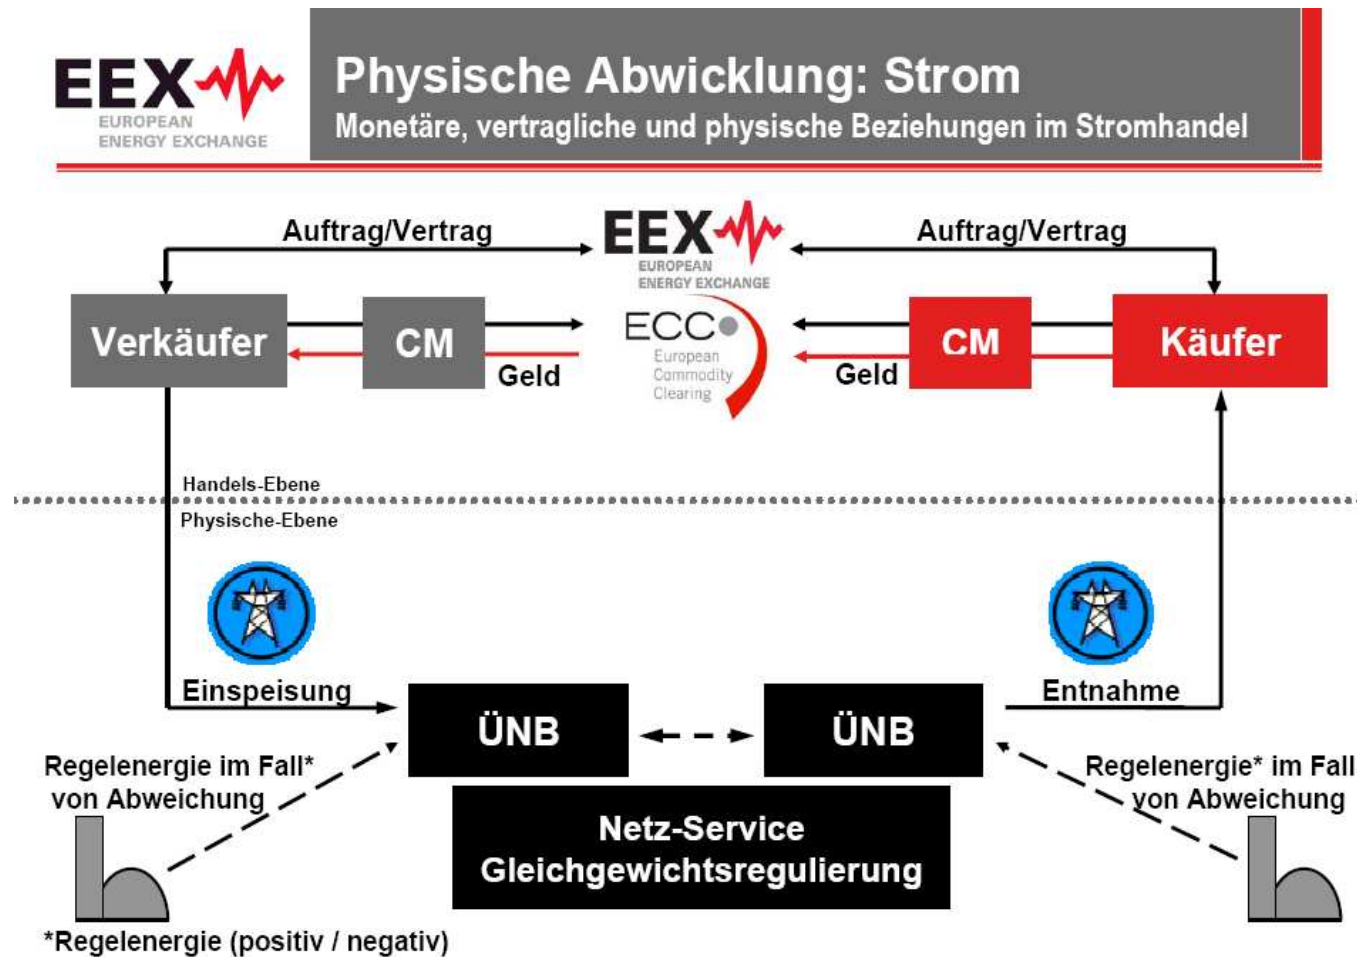 EEX
EUROPEAN
ENERGY EXCHANGE
Physische Abwicklung: Strom
Monetäre, vertragliche und physische Beziehungen im Stromhandel
Auftrag/Vertrag
EEX
EUROPEAN
ENERGY EXCHANGE
Auftrag/Vertrag
Verkäufer
CM
Geld
ECC
European
Commodity
Clearing
Geld
CM
Käufer
Handels-Ebene
Physische-Ebene
Einspeisung
Entnahme
ÜNB
ÜNB
Regelenergie im Fall*
von Abweichung
Regelenergie* im Fall
von Abweichung
Netz-Service
Gleichgewichtsregulierung
*Regelenergie (positiv / negativ)